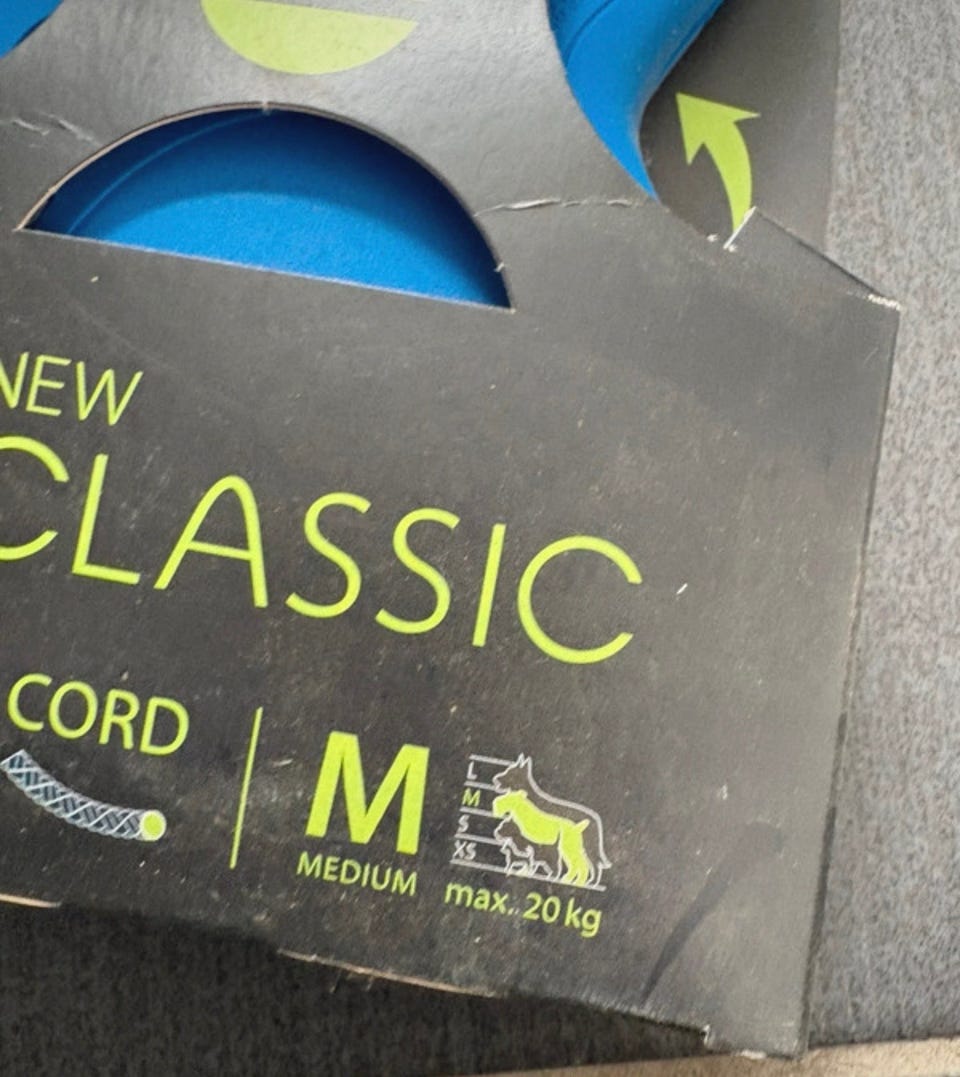 NEW
CLASSIC
CORD
M
MEDIUM
L
M
S
XS
max. 20 kg